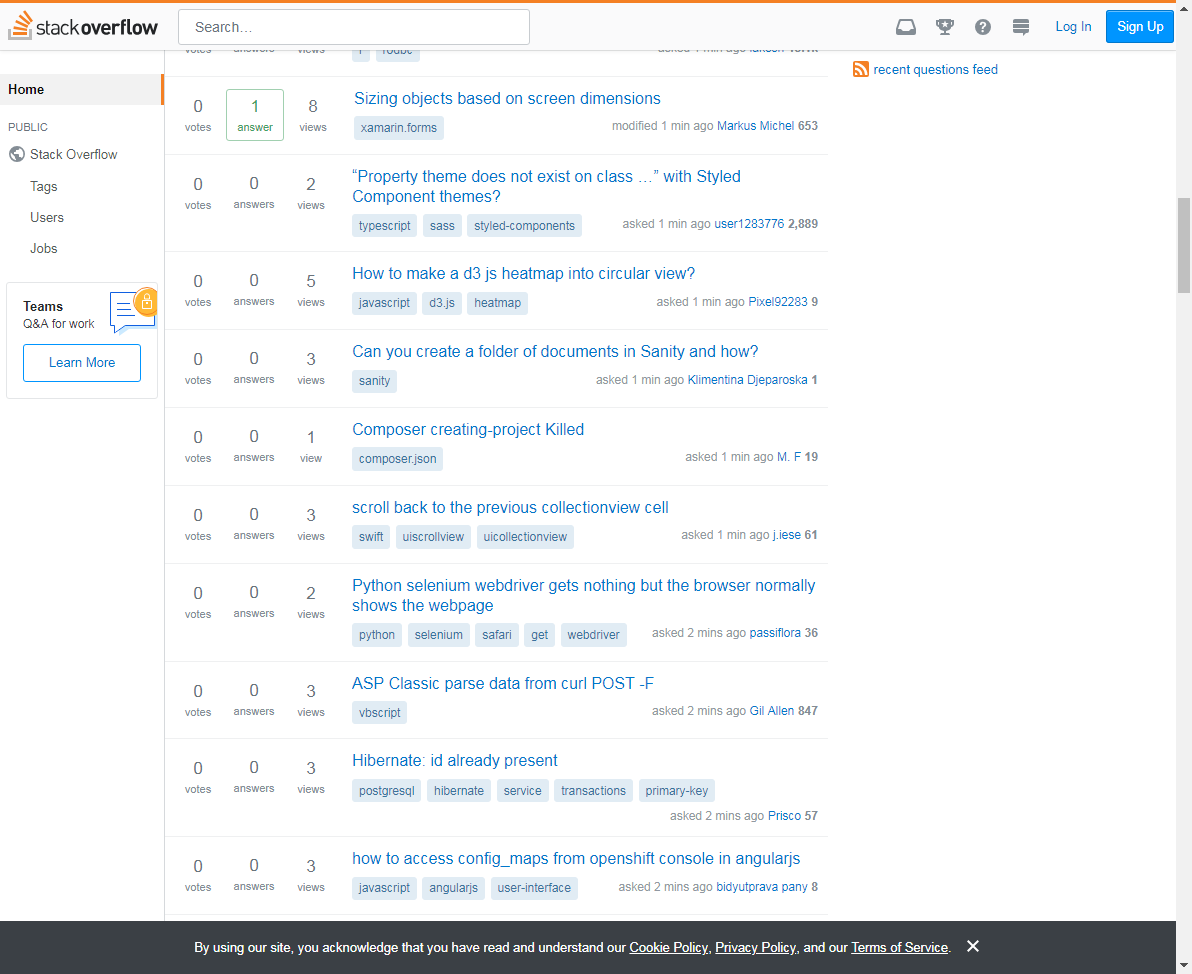 stackoverflow
Search…
Log In
Sign Up
votes answers views
r rodbc
Home
PUBLIC
Stack Overflow
Tags
Users
Jobs
Teams
Q&A for work
Learn More
0 votes 1 answer 8 views
Sizing objects based on screen dimensions
xamarin.forms
modified 1 min ago Markus Michel 653
0 votes 0 answers 2 views
“Property theme does not exist on class …” with Styled
Component themes?
typescript sass styled-components
asked 1 min ago user1283776 2,889
0 votes 0 answers 5 views
How to make a d3 js heatmap into circular view?
javascript d3.js heatmap
asked 1 min ago Pixel92283 9
0 votes 0 answers 3 views
Can you create a folder of documents in Sanity and how?
sanity
asked 1 min ago Klimentina Djeparoska 1
0 votes 0 answers 1 view
Composer creating-project Killed
composer.json
asked 1 min ago M. F 19
0 votes 0 answers 3 views
scroll back to the previous collectionview cell
swift uiscrollview uicollectionview
asked 1 min ago j.iese 61
0 votes 0 answers 2 views
Python selenium webdriver gets nothing but the browser normally
shows the webpage
python selenium safari get webdriver
asked 2 mins ago passiflora 36
0 votes 0 answers 3 views
ASP Classic parse data from curl POST -F
vbscript
asked 2 mins ago Gil Allen 847
0 votes 0 answers 3 views
Hibernate: id already present
postgresql hibernate service transactions primary-key
asked 2 mins ago Prisco 57
0 votes 0 answers 3 views
how to access config_maps from openshift console in angularjs
javascript angularjs user-interface
asked 2 mins ago bidyutprava pany 8
recent questions feed
By using our site, you acknowledge that you have read and understand our Cookie Policy, Privacy Policy, and our Terms of Service.